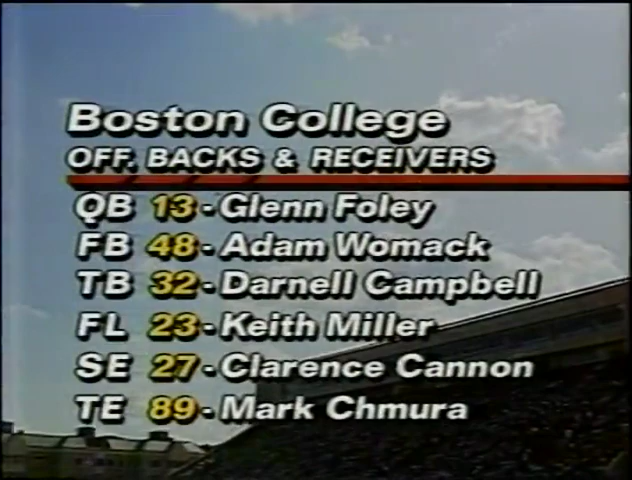 Boston College
OFF. BACKS & RECEIVERS
QB 13-Glenn Foley
FB 48-Adam Womack
TB 32-Darnell Campbell
FL 23-Keith Miller
SE 27-Clarence Cannon
TE 89-Mark Chmura